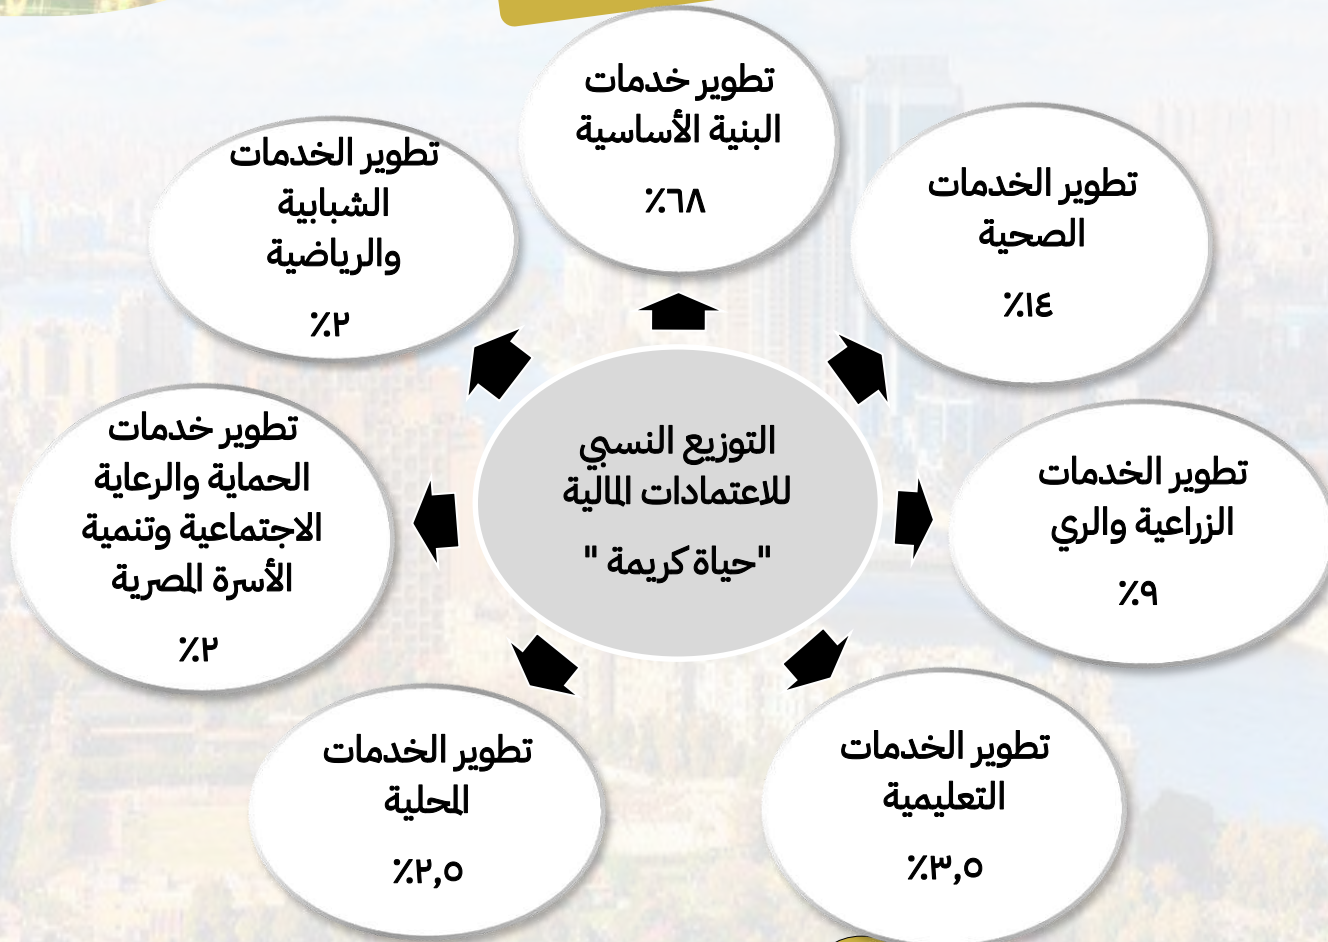 تطوير خدمات
البنية الأساسية
٦٨٪
تطوير الخدمات
الصحية
١٤٪
تطوير الخدمات
الزراعية والري
٩٪
تطوير الخدمات
التعليمية
٣,٥٪
تطوير الخدمات
المحلية
٢,٥٪
تطوير خدمات
الحماية والرعاية
الاجتماعية وتنمية
الأسرة المصرية
٢٪
تطوير الخدمات
الشبابية
والرياضية
٢٪
التوزيع النسبي
للاعتمادات المالية
"حياة كريمة "